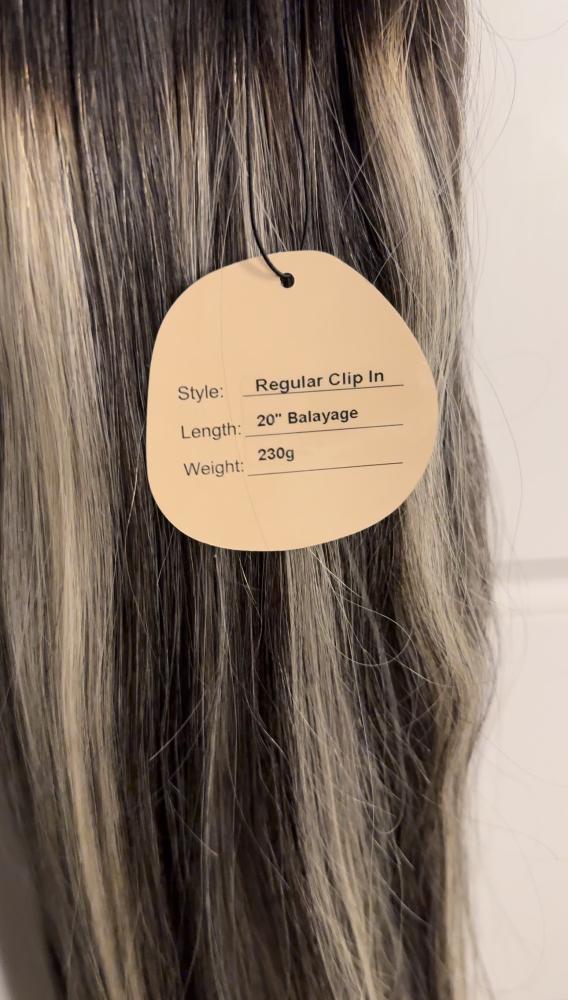 Style: Regular Clip In
Length: 20" Balayage
Weight: 230g